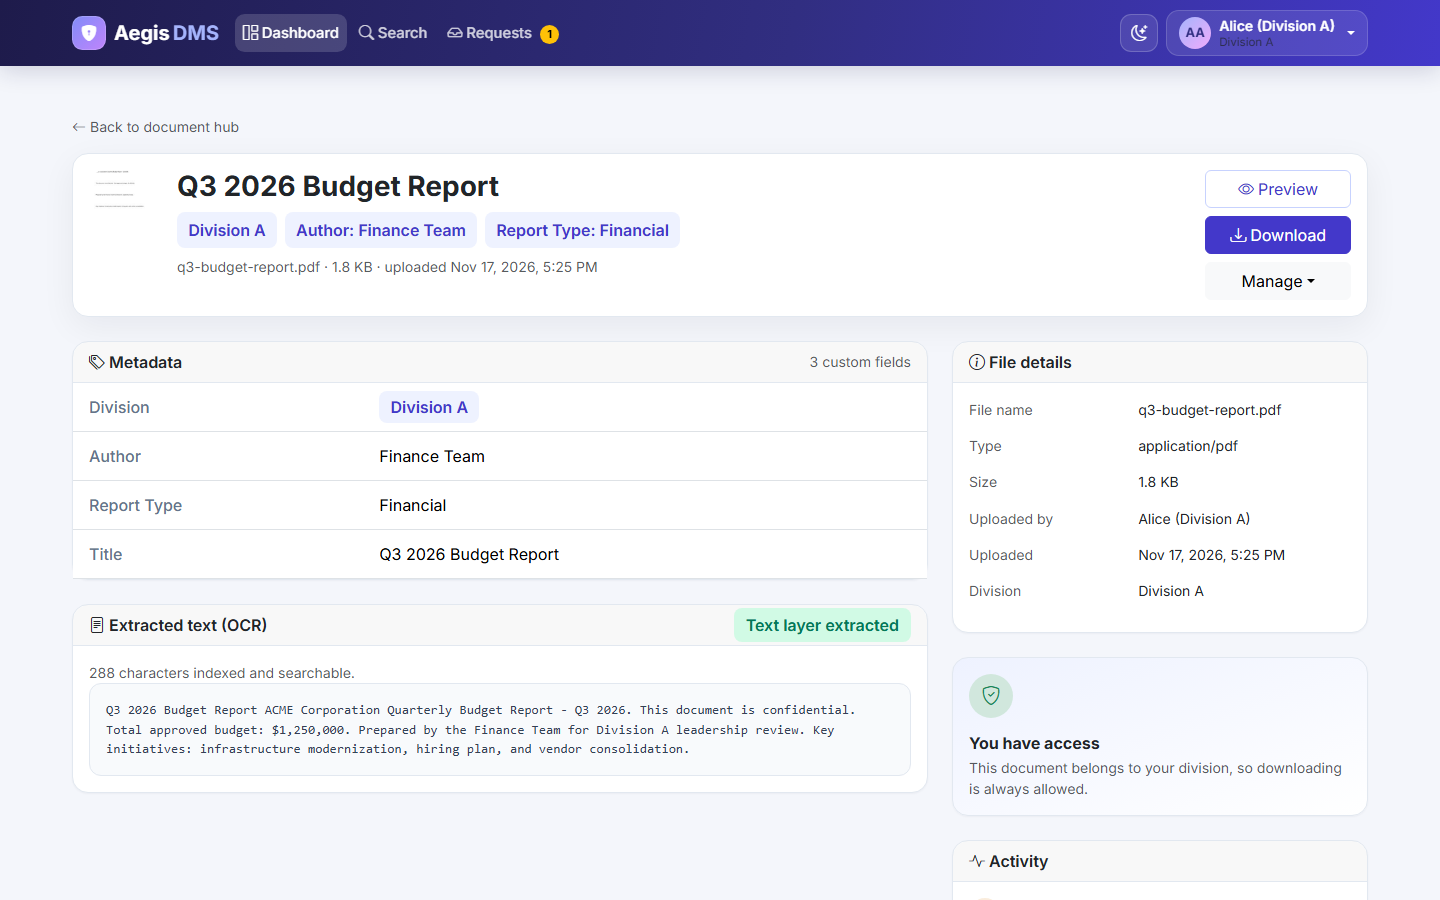 Aegis DMS
Dashboard
Search
Requests 1
AA
Alice (Division A)
Division A
← Back to document hub
Q3 2026 Budget Report
Division A
Author: Finance Team
Report Type: Financial
q3-budget-report.pdf · 1.8 KB · uploaded Nov 17, 2026, 5:25 PM
Preview
Download
Manage
Metadata
3 custom fields
Division
Division A
Author
Finance Team
Report Type
Financial
Title
Q3 2026 Budget Report
Extracted text (OCR)
Text layer extracted
288 characters indexed and searchable.
Q3 2026 Budget Report ACME Corporation Quarterly Budget Report - Q3 2026. This document is confidential.
Total approved budget: $1,250,000. Prepared by the Finance Team for Division A leadership review. Key
initiatives: infrastructure modernization, hiring plan, and vendor consolidation.
File details
File name
q3-budget-report.pdf
Type
application/pdf
Size
1.8 KB
Uploaded by
Alice (Division A)
Uploaded
Nov 17, 2026, 5:25 PM
Division
Division A
You have access
This document belongs to your division, so downloading
is always allowed.
Activity